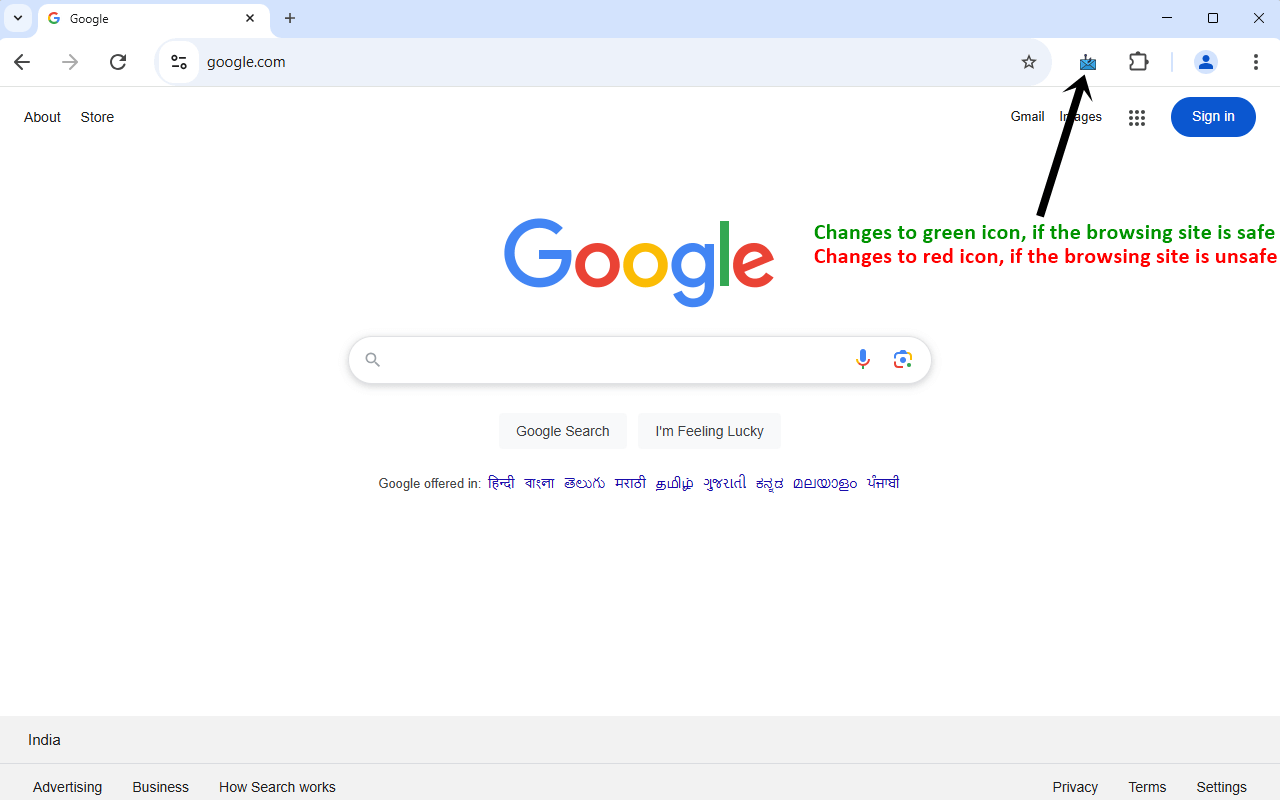 Google
google.com
About Store Gmail Images Sign in
Changes to green icon, if the browsing site is safe
Changes to red icon, if the browsing site is unsafe
Google
Google Search I'm Feeling Lucky
Google offered in: हिन्दी বাংলা తెలుగు मराठी தமிழ் ગુજરાતી ಕನ್ನಡ മലയാളം ਪੰਜਾਬੀ
India
Advertising Business How Search works Privacy Terms Settings